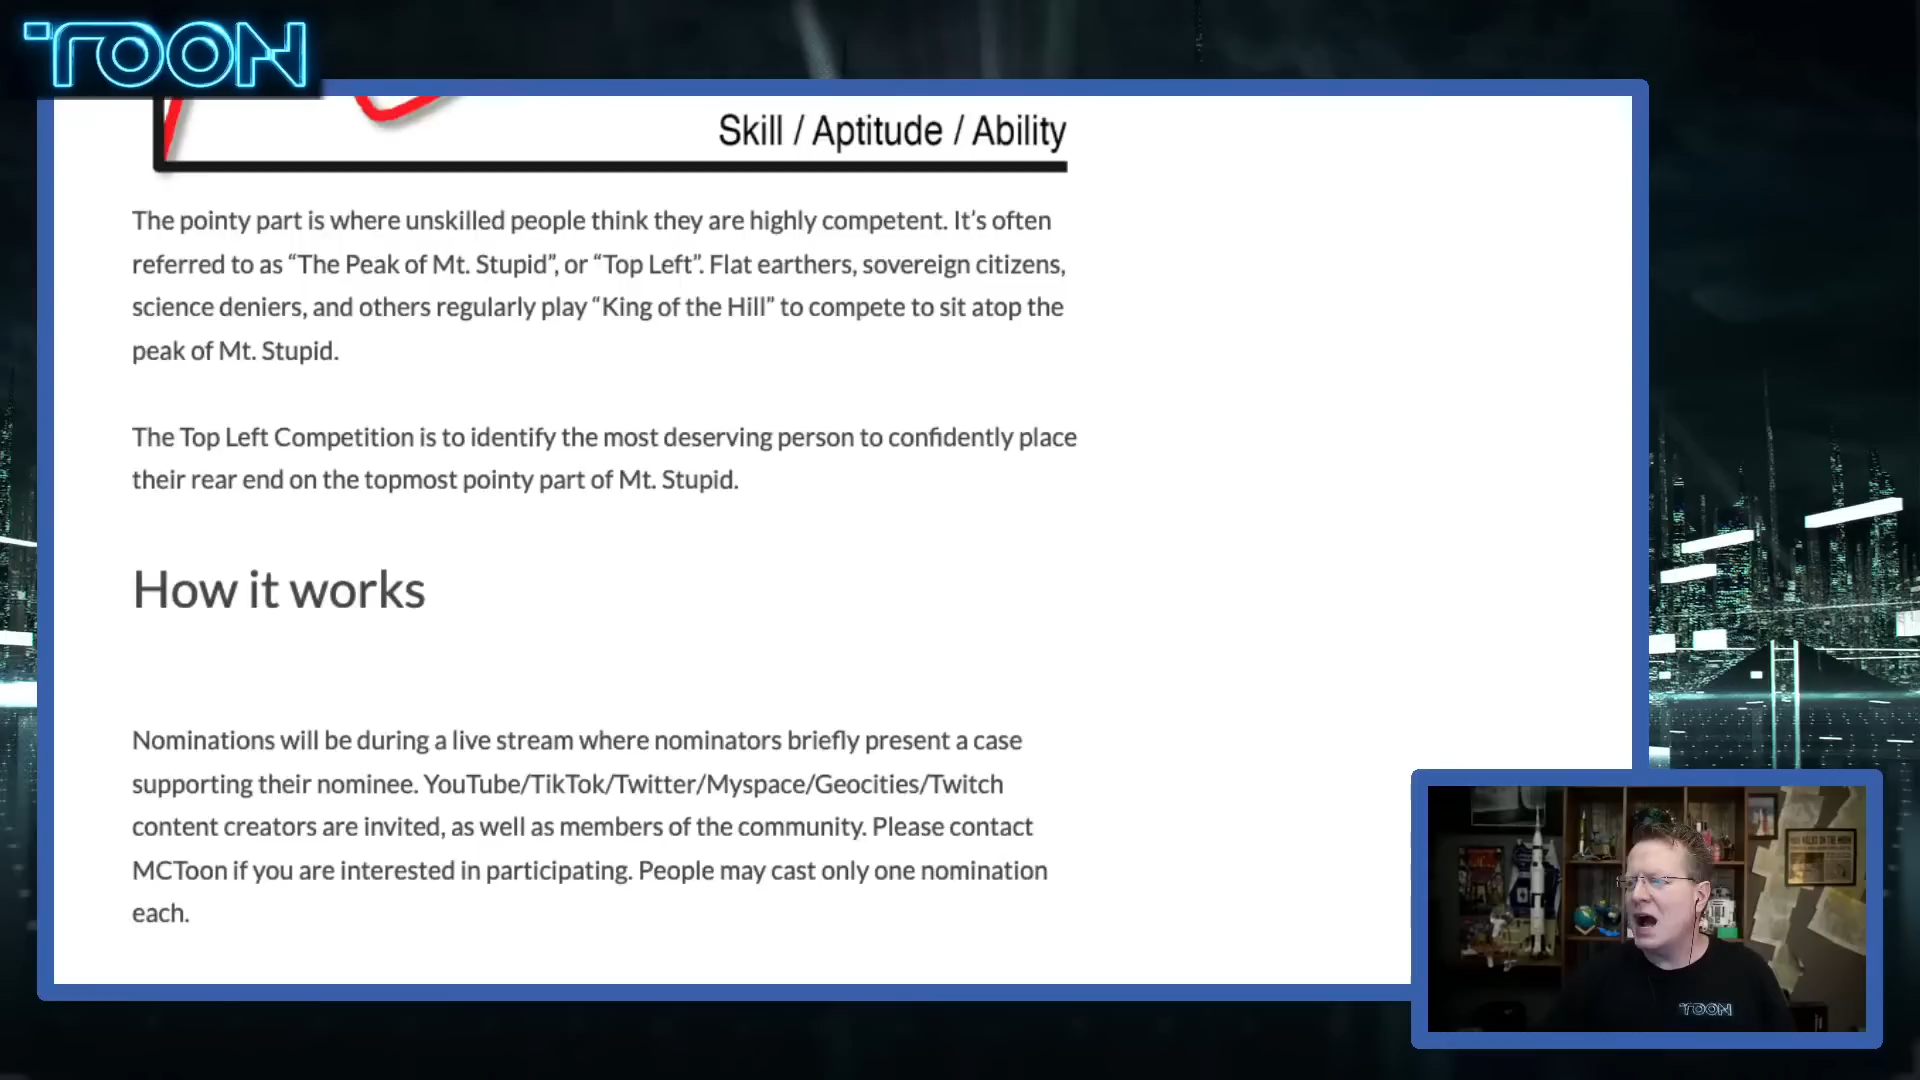 TOON
Skill / Aptitude / Ability
The pointy part is where unskilled people think they are highly competent. It’s often
referred to as “The Peak of Mt. Stupid”, or “Top Left”. Flat earthers, sovereign citizens,
science deniers, and others regularly play “King of the Hill” to compete to sit atop the
peak of Mt. Stupid.
The Top Left Competition is to identify the most deserving person to confidently place
their rear end on the topmost pointy part of Mt. Stupid.
How it works
Nominations will be during a live stream where nominators briefly present a case
supporting their nominee. YouTube/TikTok/Twitter/Myspace/Geocities/Twitch
content creators are invited, as well as members of the community. Please contact
MCToon if you are interested in participating. People may cast only one nomination
each.
TOON